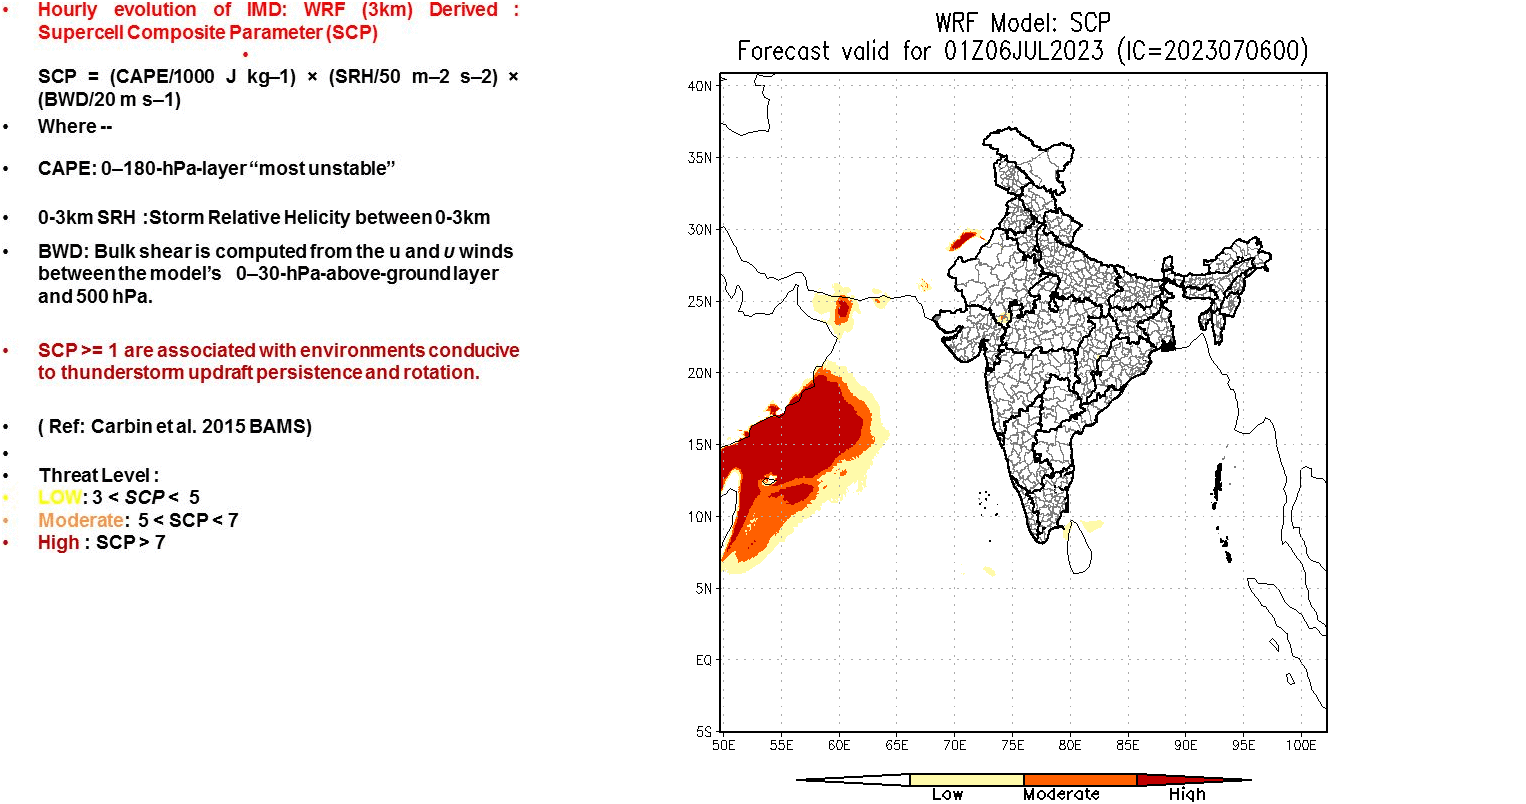 Hourly evolution of IMD: WRF (3km) Derived :
Supercell Composite Parameter (SCP)
SCP = (CAPE/1000 J kg–1) × (SRH/50 m–2 s–2) ×
(BWD/20 m s–1)
Where --
CAPE: 0–180-hPa-layer “most unstable”
0-3km SRH :Storm Relative Helicity between 0-3km
BWD: Bulk shear is computed from the u and υ winds
between the model’s 0–30-hPa-above-ground layer
and 500 hPa.
SCP >= 1 are associated with environments conducive
to thunderstorm updraft persistence and rotation.
( Ref: Carbin et al. 2015 BAMS)
Threat Level :
LOW: 3 < SCP < 5
Moderate: 5 < SCP < 7
High : SCP > 7
WRF Model: SCP
Forecast valid for 01Z06JUL2023 (IC=2023070600)
40N
35N
30N
25N
20N
15N
10N
5N
EQ
5S
50E 55E 60E 65E 70E 75E 80E 85E 90E 95E 100E
Low Moderate High